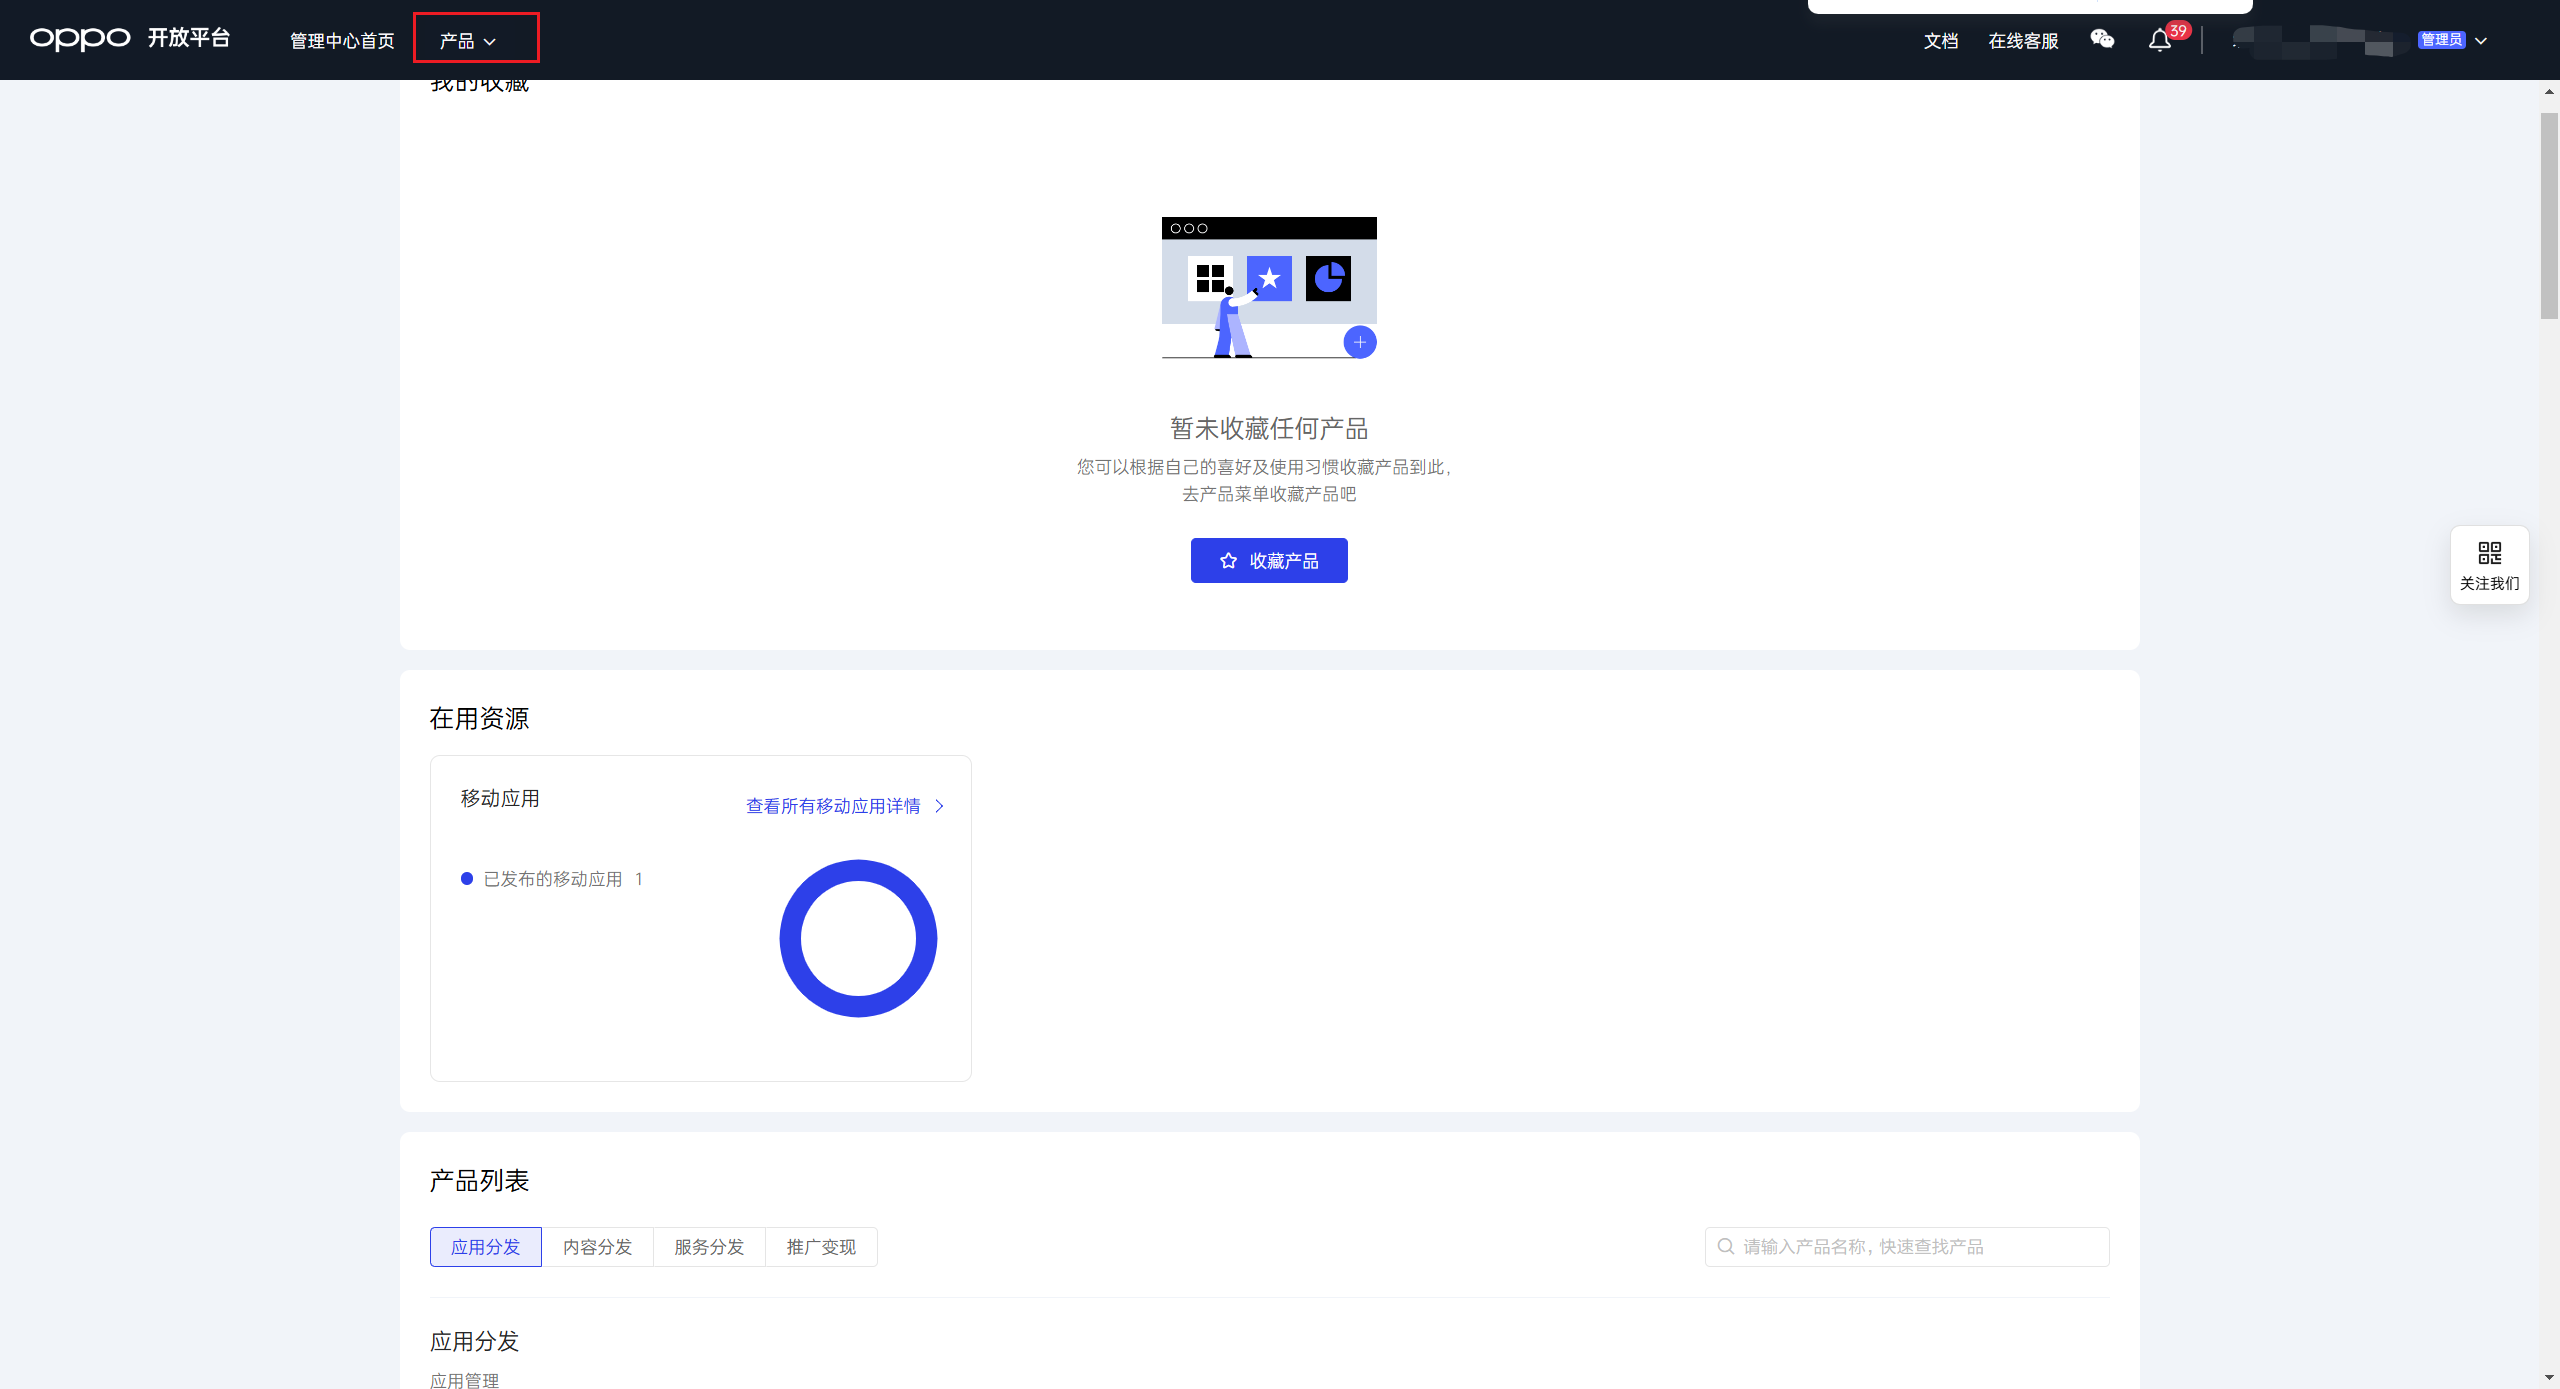 oppo 开放平台
管理中心首页
产品
文档
在线客服
39
管理员
我的收藏
暂未收藏任何产品
您可以根据自己的喜好及使用习惯收藏产品到此，
去产品菜单收藏产品吧
收藏产品
关注我们
在用资源
移动应用
查看所有移动应用详情
已发布的移动应用 1
产品列表
应用分发
内容分发
服务分发
推广变现
请输入产品名称，快速查找产品
应用分发
应用管理